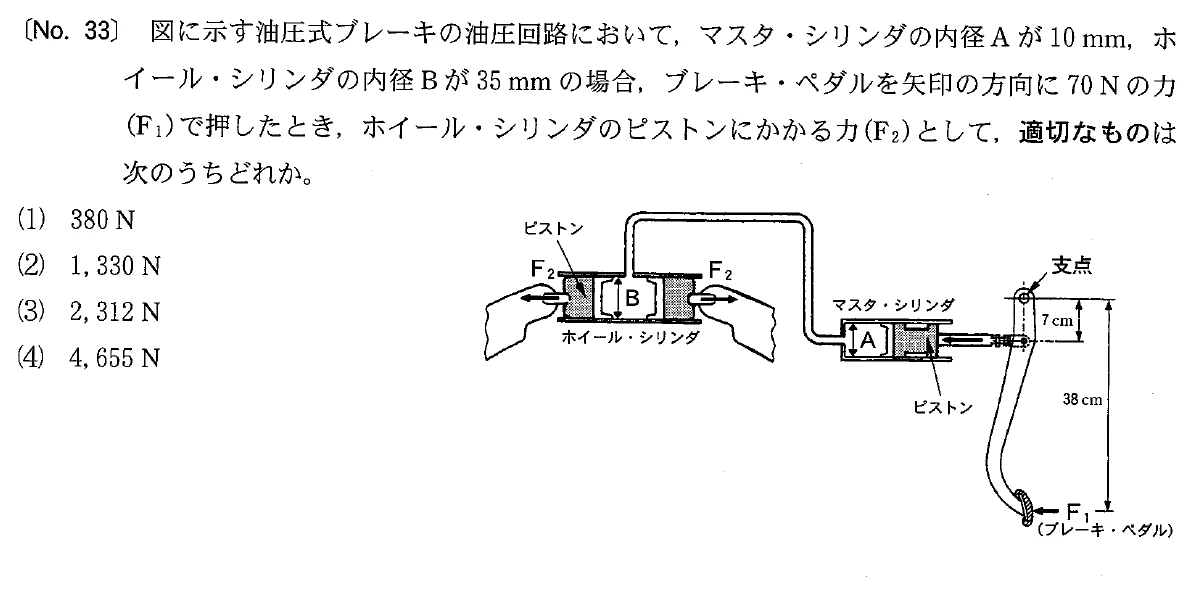 〔No. 33〕 図に示す油圧式ブレーキの油圧回路において，マスタ・シリンダの内径Aが10 mm，ホ
イール・シリンダの内径Bが35 mmの場合，ブレーキ・ペダルを矢印の方向に70 Nの力
(F₁)で押したとき，ホイール・シリンダのピストンにかかる力(F₂)として，適切なものは
次のうちどれか。
(1) 380 N
(2) 1, 330 N
(3) 2, 312 N
(4) 4, 655 N
ピストン
F₂
B
F₂
ホイール・シリンダ
マスタ・シリンダ
A
ピストン
支点
7 cm
38 cm
F₁
(ブレーキ・ペダル)